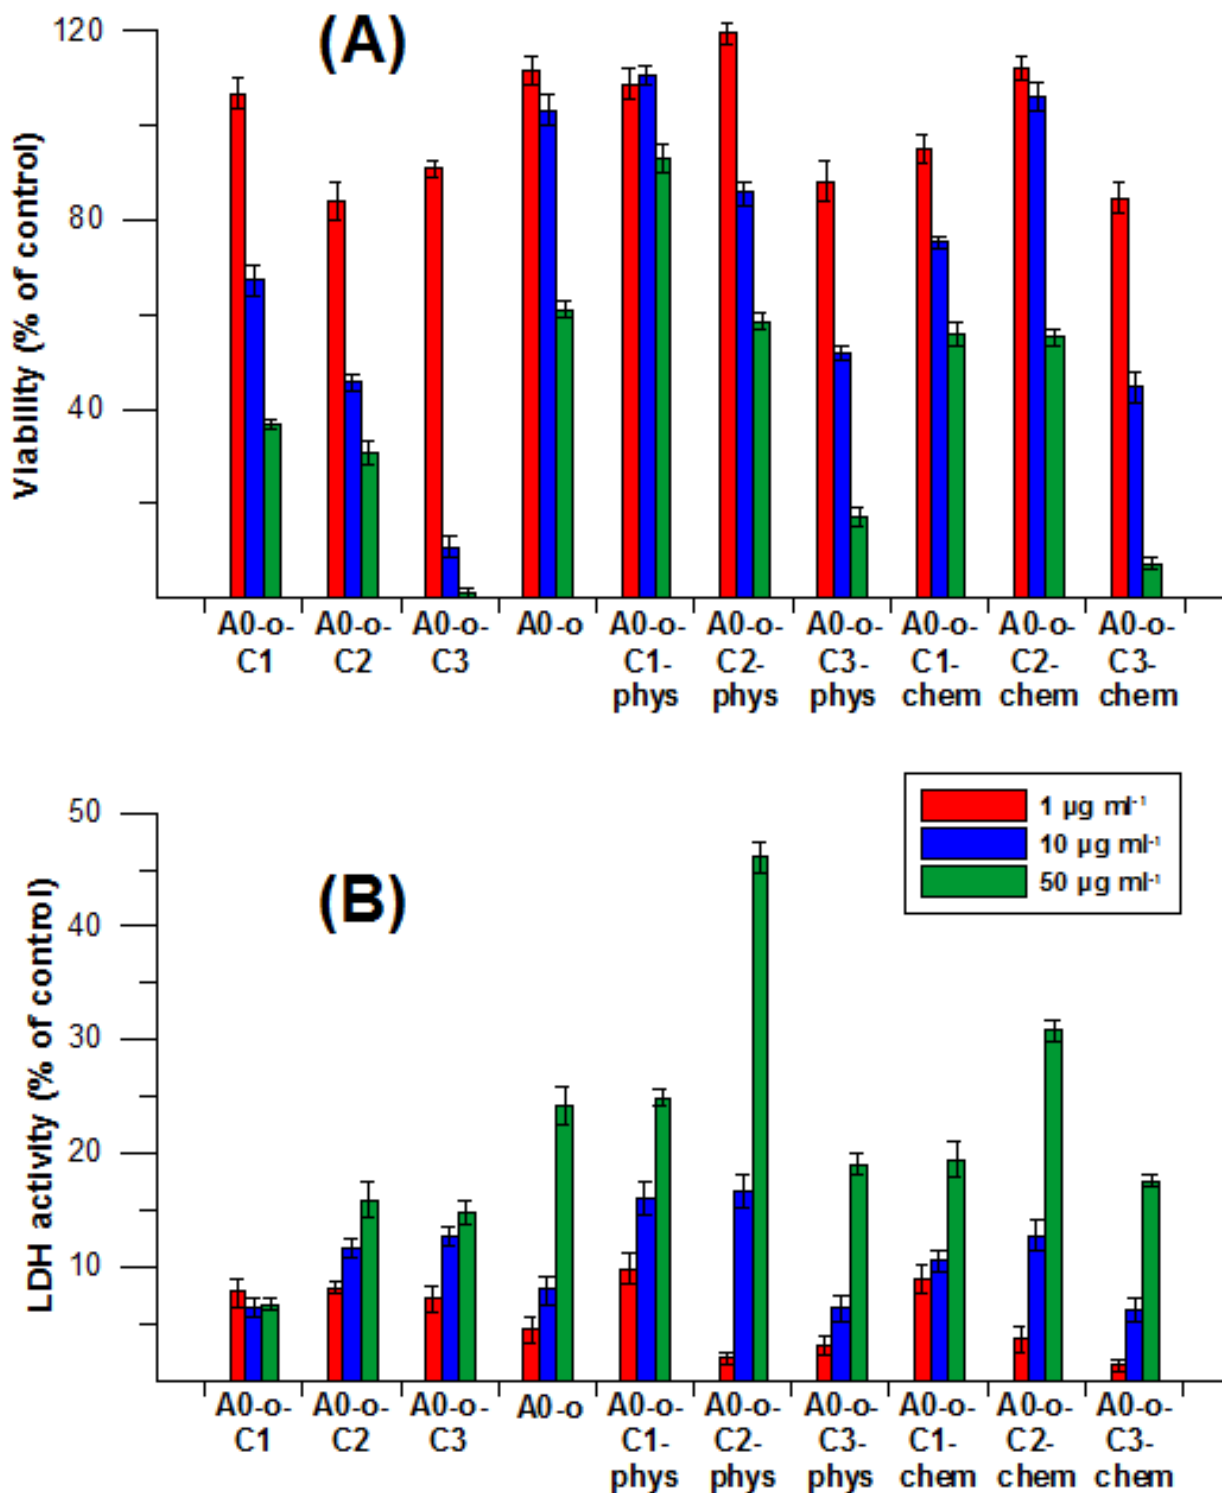 (A)
Viability (% of control)
120
80
40
A0-o-C1
A0-o-C2
A0-o-C3
A0-o
A0-o-C1-phys
A0-o-C2-phys
A0-o-C3-phys
A0-o-C1-chem
A0-o-C2-chem
A0-o-C3-chem
(B)
LDH activity (% of control)
50
40
30
20
10
1 µg ml⁻¹
10 µg ml⁻¹
50 µg ml⁻¹
A0-o-C1
A0-o-C2
A0-o-C3
A0-o
A0-o-C1-phys
A0-o-C2-phys
A0-o-C3-phys
A0-o-C1-chem
A0-o-C2-chem
A0-o-C3-chem